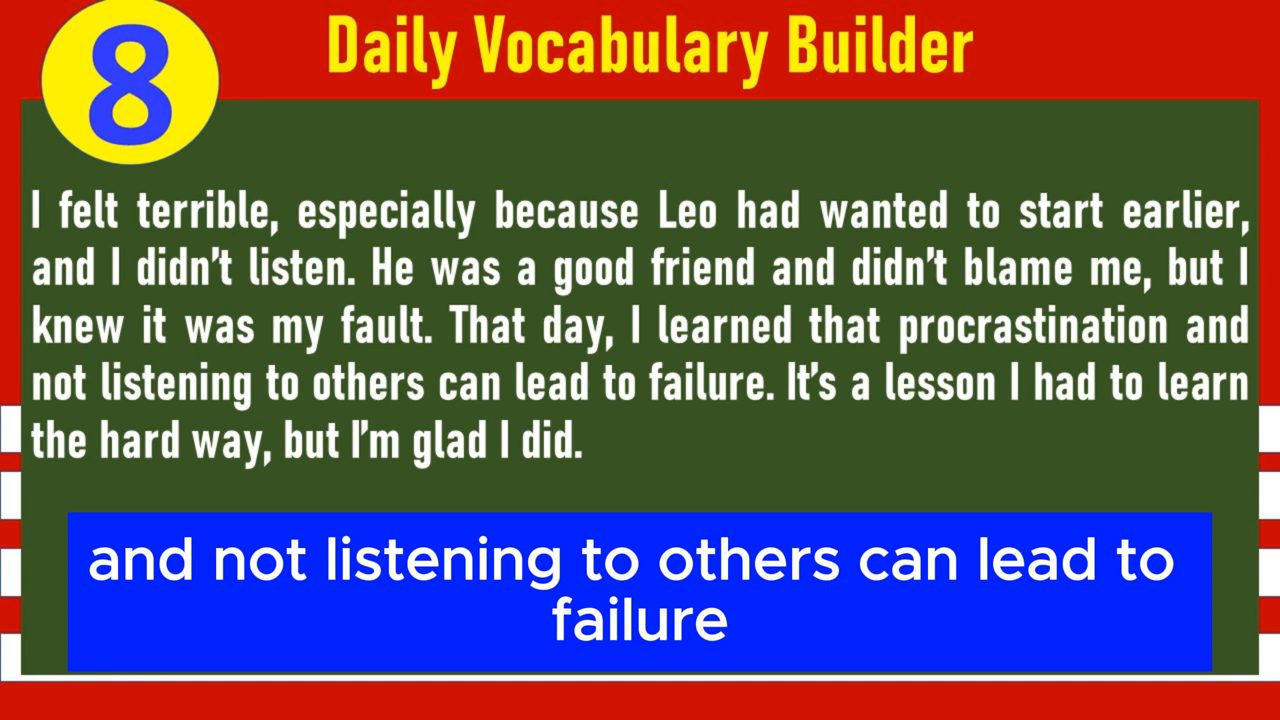 8
Daily Vocabulary Builder
I felt terrible, especially because Leo had wanted to start earlier,
and I didn't listen. He was a good friend and didn't blame me, but I
knew it was my fault. That day, I learned that procrastination and
not listening to others can lead to failure. It's a lesson I had to learn
the hard way, but I'm glad I did.
and not listening to others can lead to
failure